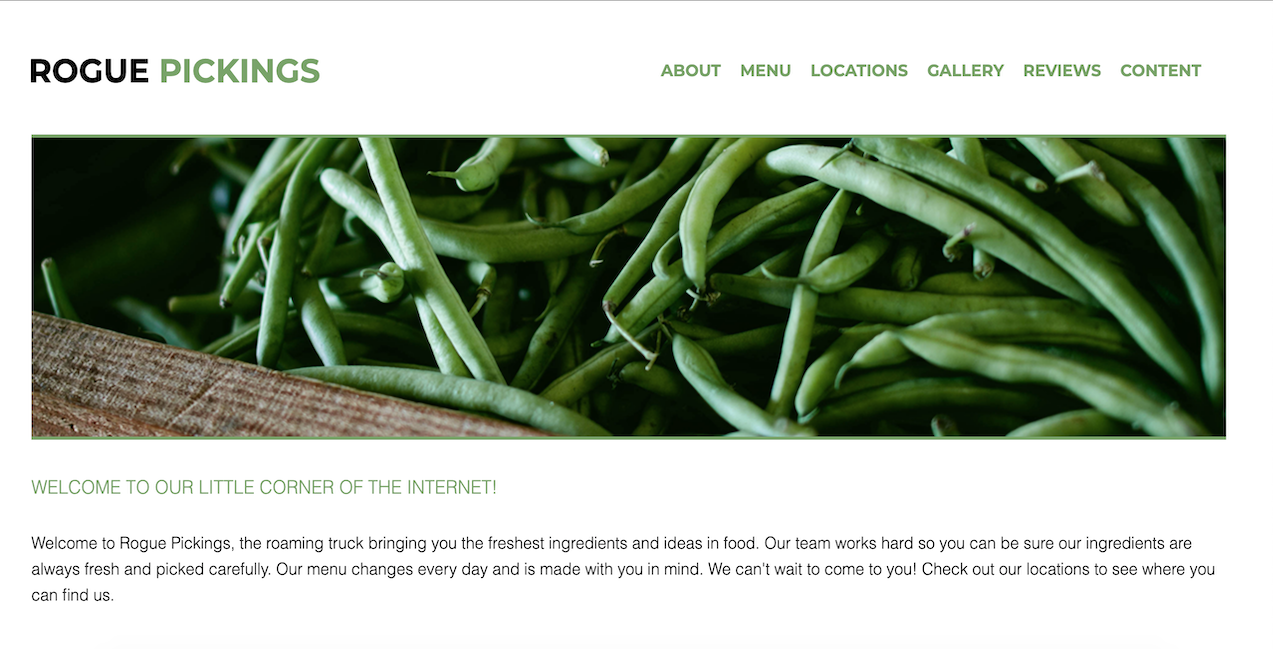 ROGUE PICKINGS
ABOUT MENU LOCATIONS GALLERY REVIEWS CONTENT
WELCOME TO OUR LITTLE CORNER OF THE INTERNET!
Welcome to Rogue Pickings, the roaming truck bringing you the freshest ingredients and ideas in food. Our team works hard so you can be sure our ingredients are
always fresh and picked carefully. Our menu changes every day and is made with you in mind. We can't wait to come to you! Check out our locations to see where you
can find us.